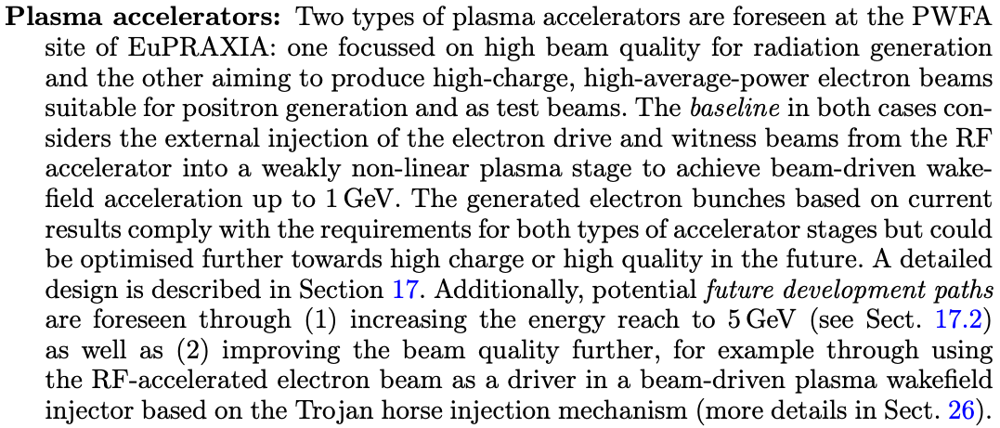 Plasma accelerators: Two types of plasma accelerators are foreseen at the PWFA
site of EuPRAXIA: one focussed on high beam quality for radiation generation
and the other aiming to produce high-charge, high-average-power electron beams
suitable for positron generation and as test beams. The baseline in both cases con-
siders the external injection of the electron drive and witness beams from the RF
accelerator into a weakly non-linear plasma stage to achieve beam-driven wake-
field acceleration up to 1 GeV. The generated electron bunches based on current
results comply with the requirements for both types of accelerator stages but could
be optimised further towards high charge or high quality in the future. A detailed
design is described in Section 17. Additionally, potential future development paths
are foreseen through (1) increasing the energy reach to 5 GeV (see Sect. 17.2)
as well as (2) improving the beam quality further, for example through using
the RF-accelerated electron beam as a driver in a beam-driven plasma wakefield
injector based on the Trojan horse injection mechanism (more details in Sect. 26).